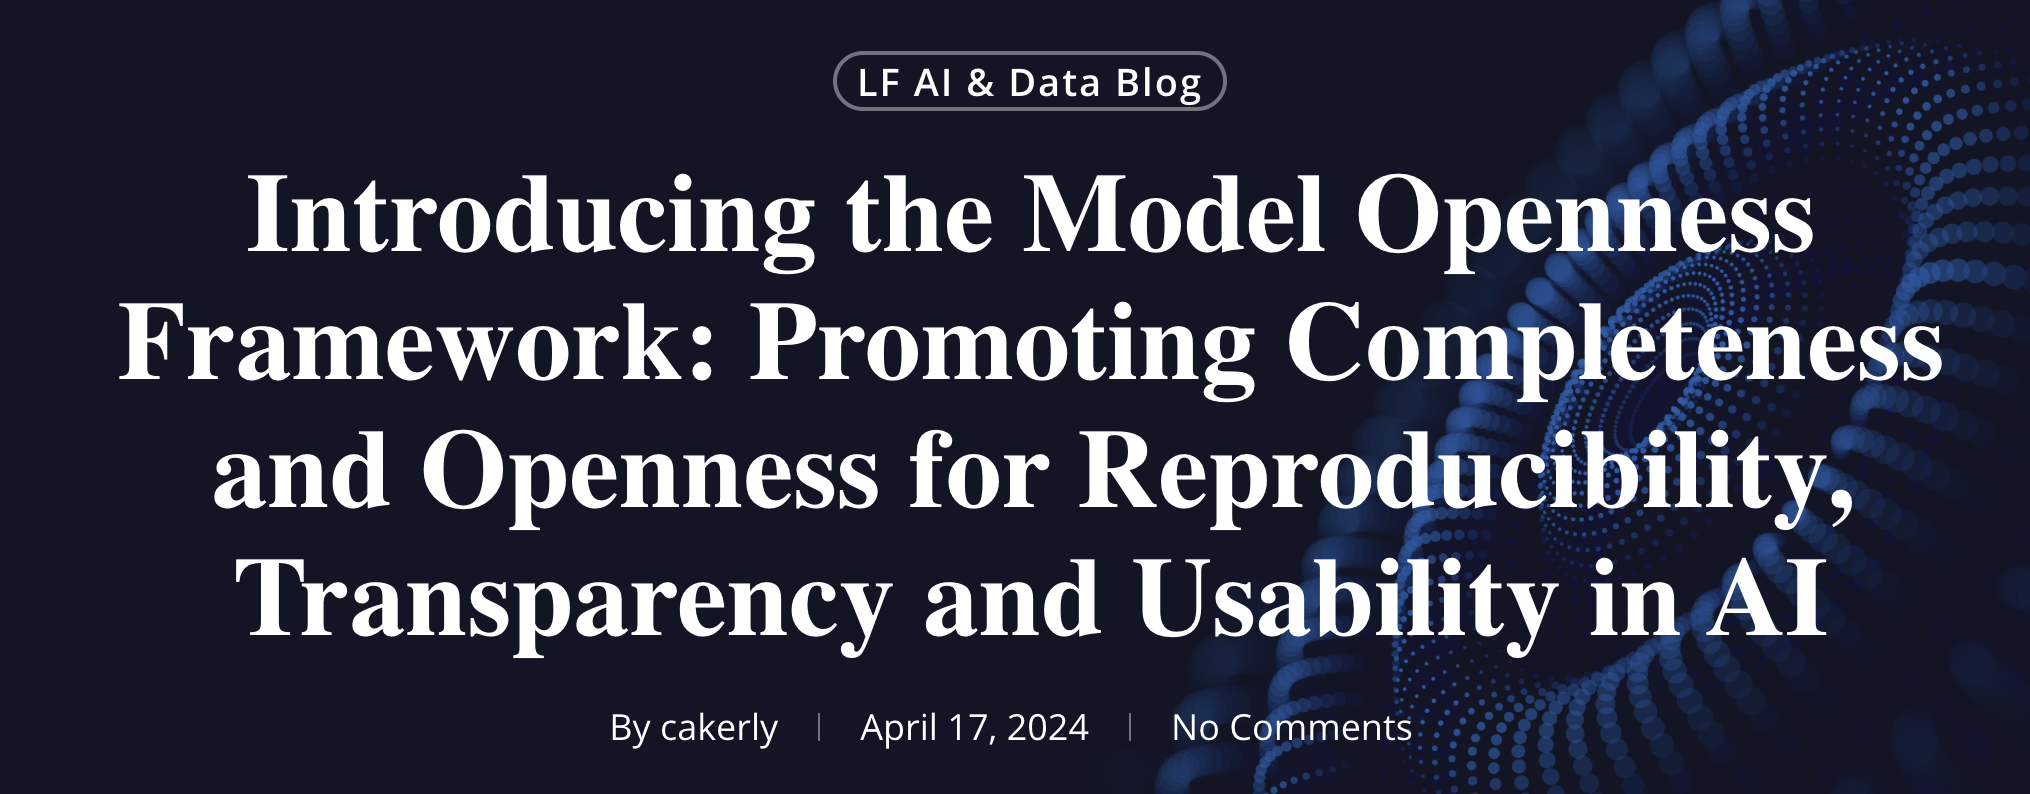 LF AI & Data Blog
Introducing the Model Openness
Framework: Promoting Completeness
and Openness for Reproducibility,
Transparency and Usability in AI
By cakerly | April 17, 2024 | No Comments